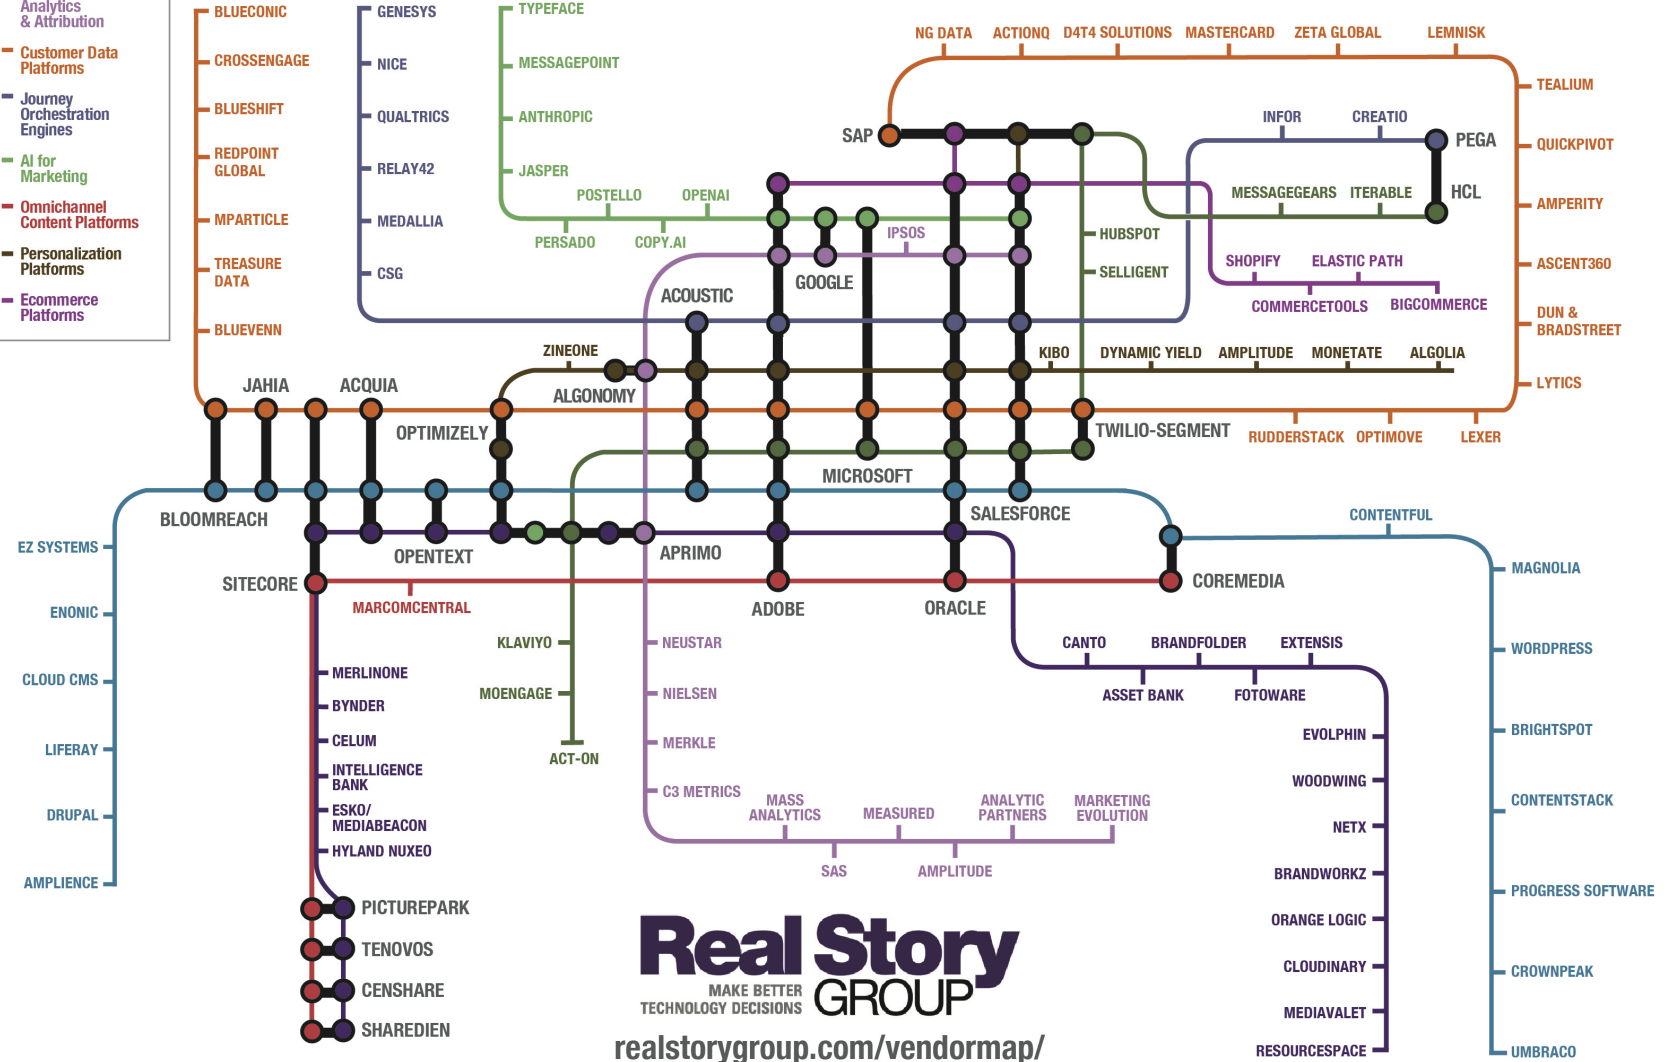 Analytics
& Attribution
Customer Data
Platforms
Journey
Orchestration
Engines
AI for
Marketing
Omnichannel
Content Platforms
Personalization
Platforms
Ecommerce
Platforms
BLUECONIC
CROSSENGAGE
BLUESHIFT
REDPOINT
GLOBAL
MPARTICLE
TREASURE
DATA
BLUEVENN
GENESYS
NICE
QUALTRICS
RELAY42
MEDALLIA
CSG
TYPEFACE
MESSAGEPOINT
ANTHROPIC
JASPER
POSTELLO
OPENAI
PERSADO
COPY.AI
IPSOS
GOOGLE
ACOUSTIC
NG DATA
ACTIONQ
D4T4 SOLUTIONS
MASTERCARD
ZETA GLOBAL
LEMNISK
TEALIUM
QUICKPIVOT
AMPERITY
ASCENT360
DUN &
BRADSTREET
LYTICS
SAP
INFOR
CREATIO
PEGA
HCL
MESSAGEGEARS
ITERABLE
HUBSPOT
SELLIGENT
SHOPIFY
ELASTIC PATH
COMMERCETOOLS
BIGCOMMERCE
ZINEONE
ALGONOMY
KIBO
DYNAMIC YIELD
AMPLITUDE
MONETATE
ALGOLIA
JAHIA
ACQUIA
OPTIMIZELY
TWILIO-SEGMENT
RUDDERSTACK
OPTIMOVE
LEXER
MICROSOFT
BLOOMREACH
SALESFORCE
OPENTEXT
APRIMO
SITECORE
MARCOMCENTRAL
ADOBE
ORACLE
COREMEDIA
CONTENTFUL
EZ SYSTEMS
ENONIC
CLOUD CMS
LIFERAY
DRUPAL
AMPLIENCE
MERLINONE
BYNDER
CELUM
INTELLIGENCE
BANK
ESKO/
MEDIABEACON
HYLAND NUXEO
PICTUREPARK
TENOVOS
CENSHARE
SHAREDIEN
KLAVIYO
MOENGAGE
ACT-ON
NEUSTAR
NIELSEN
MERKLE
C3 METRICS
MASS
ANALYTICS
SAS
MEASURED
AMPLITUDE
ANALYTIC
PARTNERS
MARKETING
EVOLUTION
CANTO
BRANDFOLDER
EXTENSIS
ASSET BANK
FOTOWARE
EVOLPHIN
WOODWING
NETX
BRANDWORKZ
ORANGE LOGIC
CLOUDINARY
MEDIAVALET
RESOURCESPACE
MAGNOLIA
WORDPRESS
BRIGHTSPOT
CONTENTSTACK
PROGRESS SOFTWARE
CROWNPEAK
UMBRACO
Real Story
GROUP
MAKE BETTER
TECHNOLOGY DECISIONS
realstorygroup.com/vendormap/